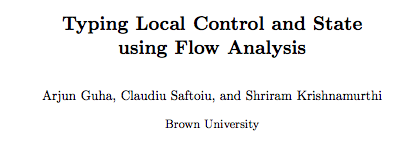 Typing Local Control and State
using Flow Analysis
Arjun Guha, Claudiu Saftoiu, and Shriram Krishnamurthi
Brown University